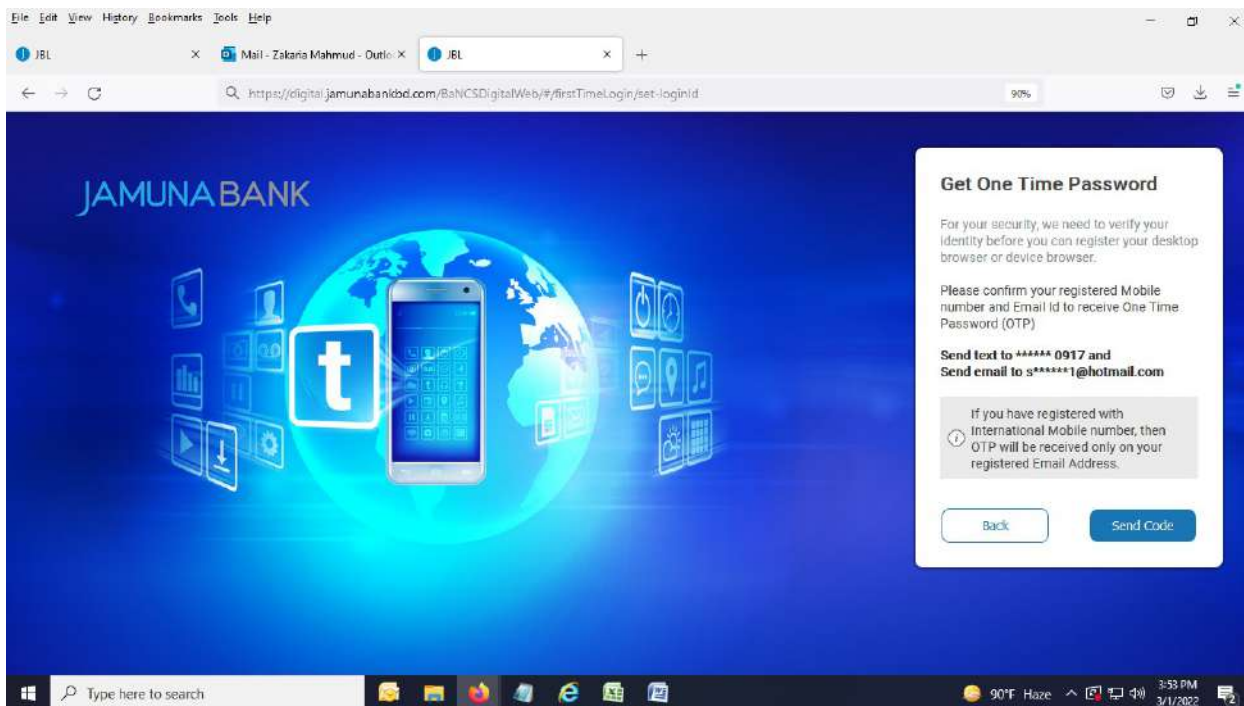 File Edit View History Bookmarks Tools Help
JBL
Mail - Zakaria Mahmud - Outlo
JBL
https://digital.jamunabankbd.com/BaNCSDigitalWeb/#/firstTimeLogin/set-loginId
90%
JAMUNA BANK
t
Get One Time Password
For your security, we need to verify your
identity before you can register your desktop
browser or device browser.
Please confirm your registered Mobile
number and Email Id to receive One Time
Password (OTP)
Send text to ****** 0917 and
Send email to s******1@hotmail.com
If you have registered with
International Mobile number, then
OTP will be received only on your
registered Email Address.
Back
Send Code
Type here to search
90°F Haze
3:53 PM
3/1/2022
2